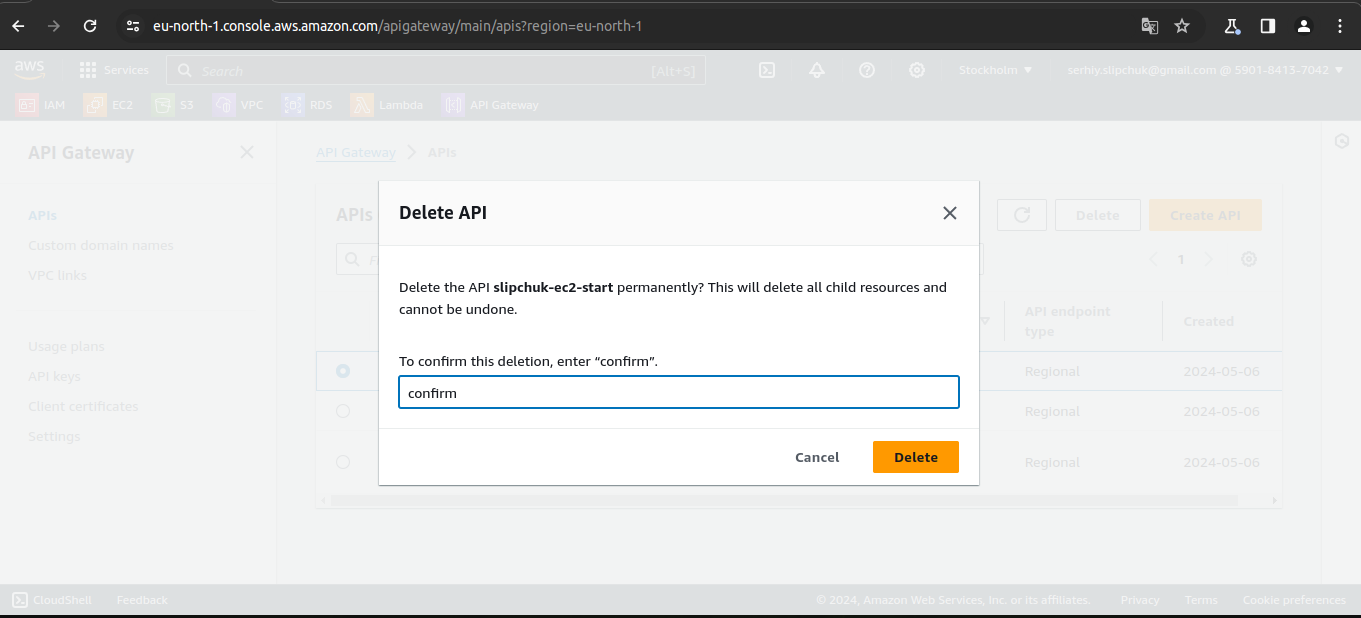 eu-north-1.console.aws.amazon.com/apigateway/main/apis?region=eu-north-1
aws
Services
Search
[Alt+S]
Stockholm
serhiy.slipchuk@gmail.com @ 5901-8413-7042
IAM
EC2
S3
VPC
RDS
Lambda
API Gateway
API Gateway
APIs
Custom domain names
VPC links
Usage plans
API keys
Client certificates
Settings
API Gateway
APIs
APIs
Delete
Create API
1
API endpoint
type
Created
Regional
2024-05-06
Regional
2024-05-06
Regional
2024-05-06
Delete API
Delete the API slipchuk-ec2-start permanently? This will delete all child resources and
cannot be undone.
To confirm this deletion, enter “confirm”.
confirm
Cancel
Delete
CloudShell
Feedback
© 2024, Amazon Web Services, Inc. or its affiliates.
Privacy
Terms
Cookie preferences